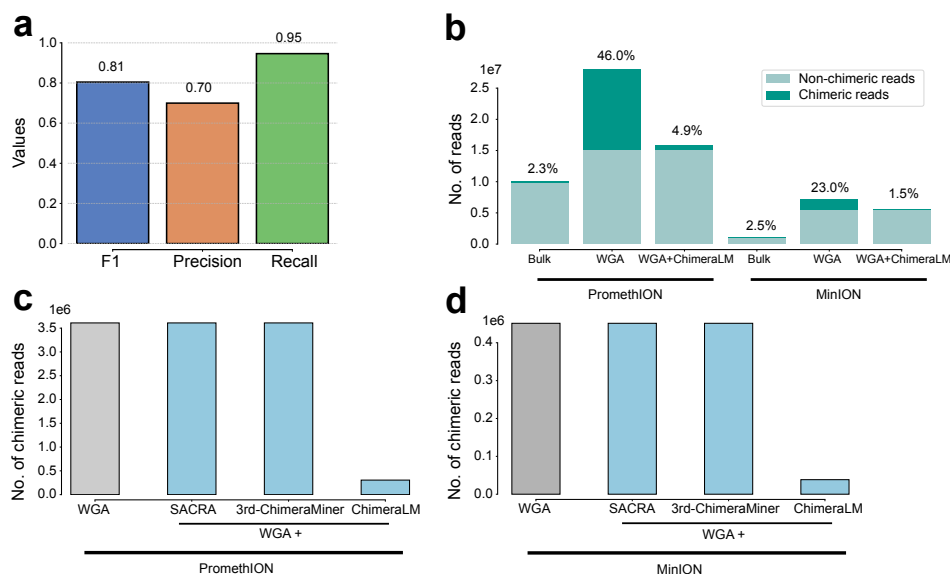 a
Values
1.0
0.8
0.6
0.4
0.2
0.0
0.81
0.70
0.95
F1 Precision Recall
b
1e7
No. of reads
2.5
2.0
1.5
1.0
0.5
0.0
2.3%
46.0%
4.9%
2.5%
23.0%
1.5%
Non-chimeric reads
Chimeric reads
Bulk WGA WGA+ChimeraLM Bulk WGA WGA+ChimeraLM
PromethION MinION
c
1e6
No. of chimeric reads
3.5
3.0
2.5
2.0
1.5
1.0
0.5
0.0
WGA SACRA 3rd-ChimeraMiner ChimeraLM
WGA +
PromethION
d
1e6
No. of chimeric reads
0.4
0.3
0.2
0.1
0.0
WGA SACRA 3rd-ChimeraMiner ChimeraLM
WGA +
MinION